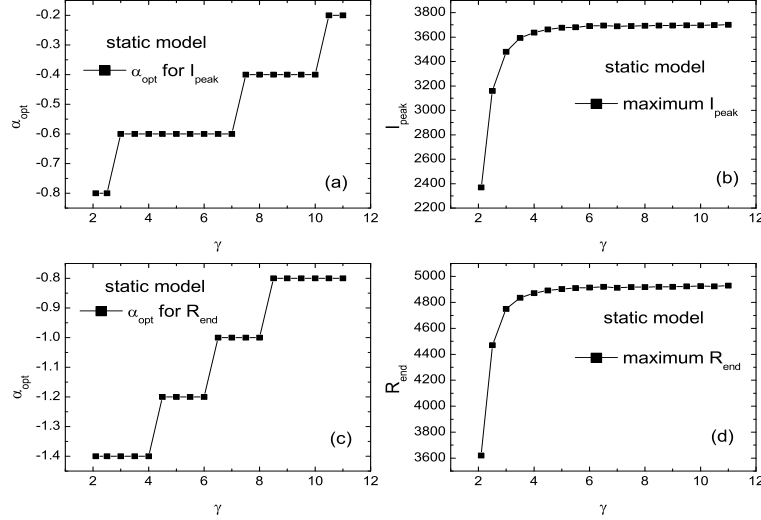 -0.2
-0.3
-0.4
-0.5
-0.6
-0.7
-0.8
α_opt
static model
α_opt for I_peak
(a)
2 4 6 8 10 12
γ
3800
3600
3400
3200
3000
2800
2600
2400
2200
I_peak
static model
maximum I_peak
(b)
2 4 6 8 10 12
γ
-0.8
-0.9
-1.0
-1.1
-1.2
-1.3
-1.4
α_opt
static model
α_opt for R_end
(c)
2 4 6 8 10 12
γ
5000
4800
4600
4400
4200
4000
3800
3600
R_end
static model
maximum R_end
(d)
0 2 4 6 8 10 12
γ